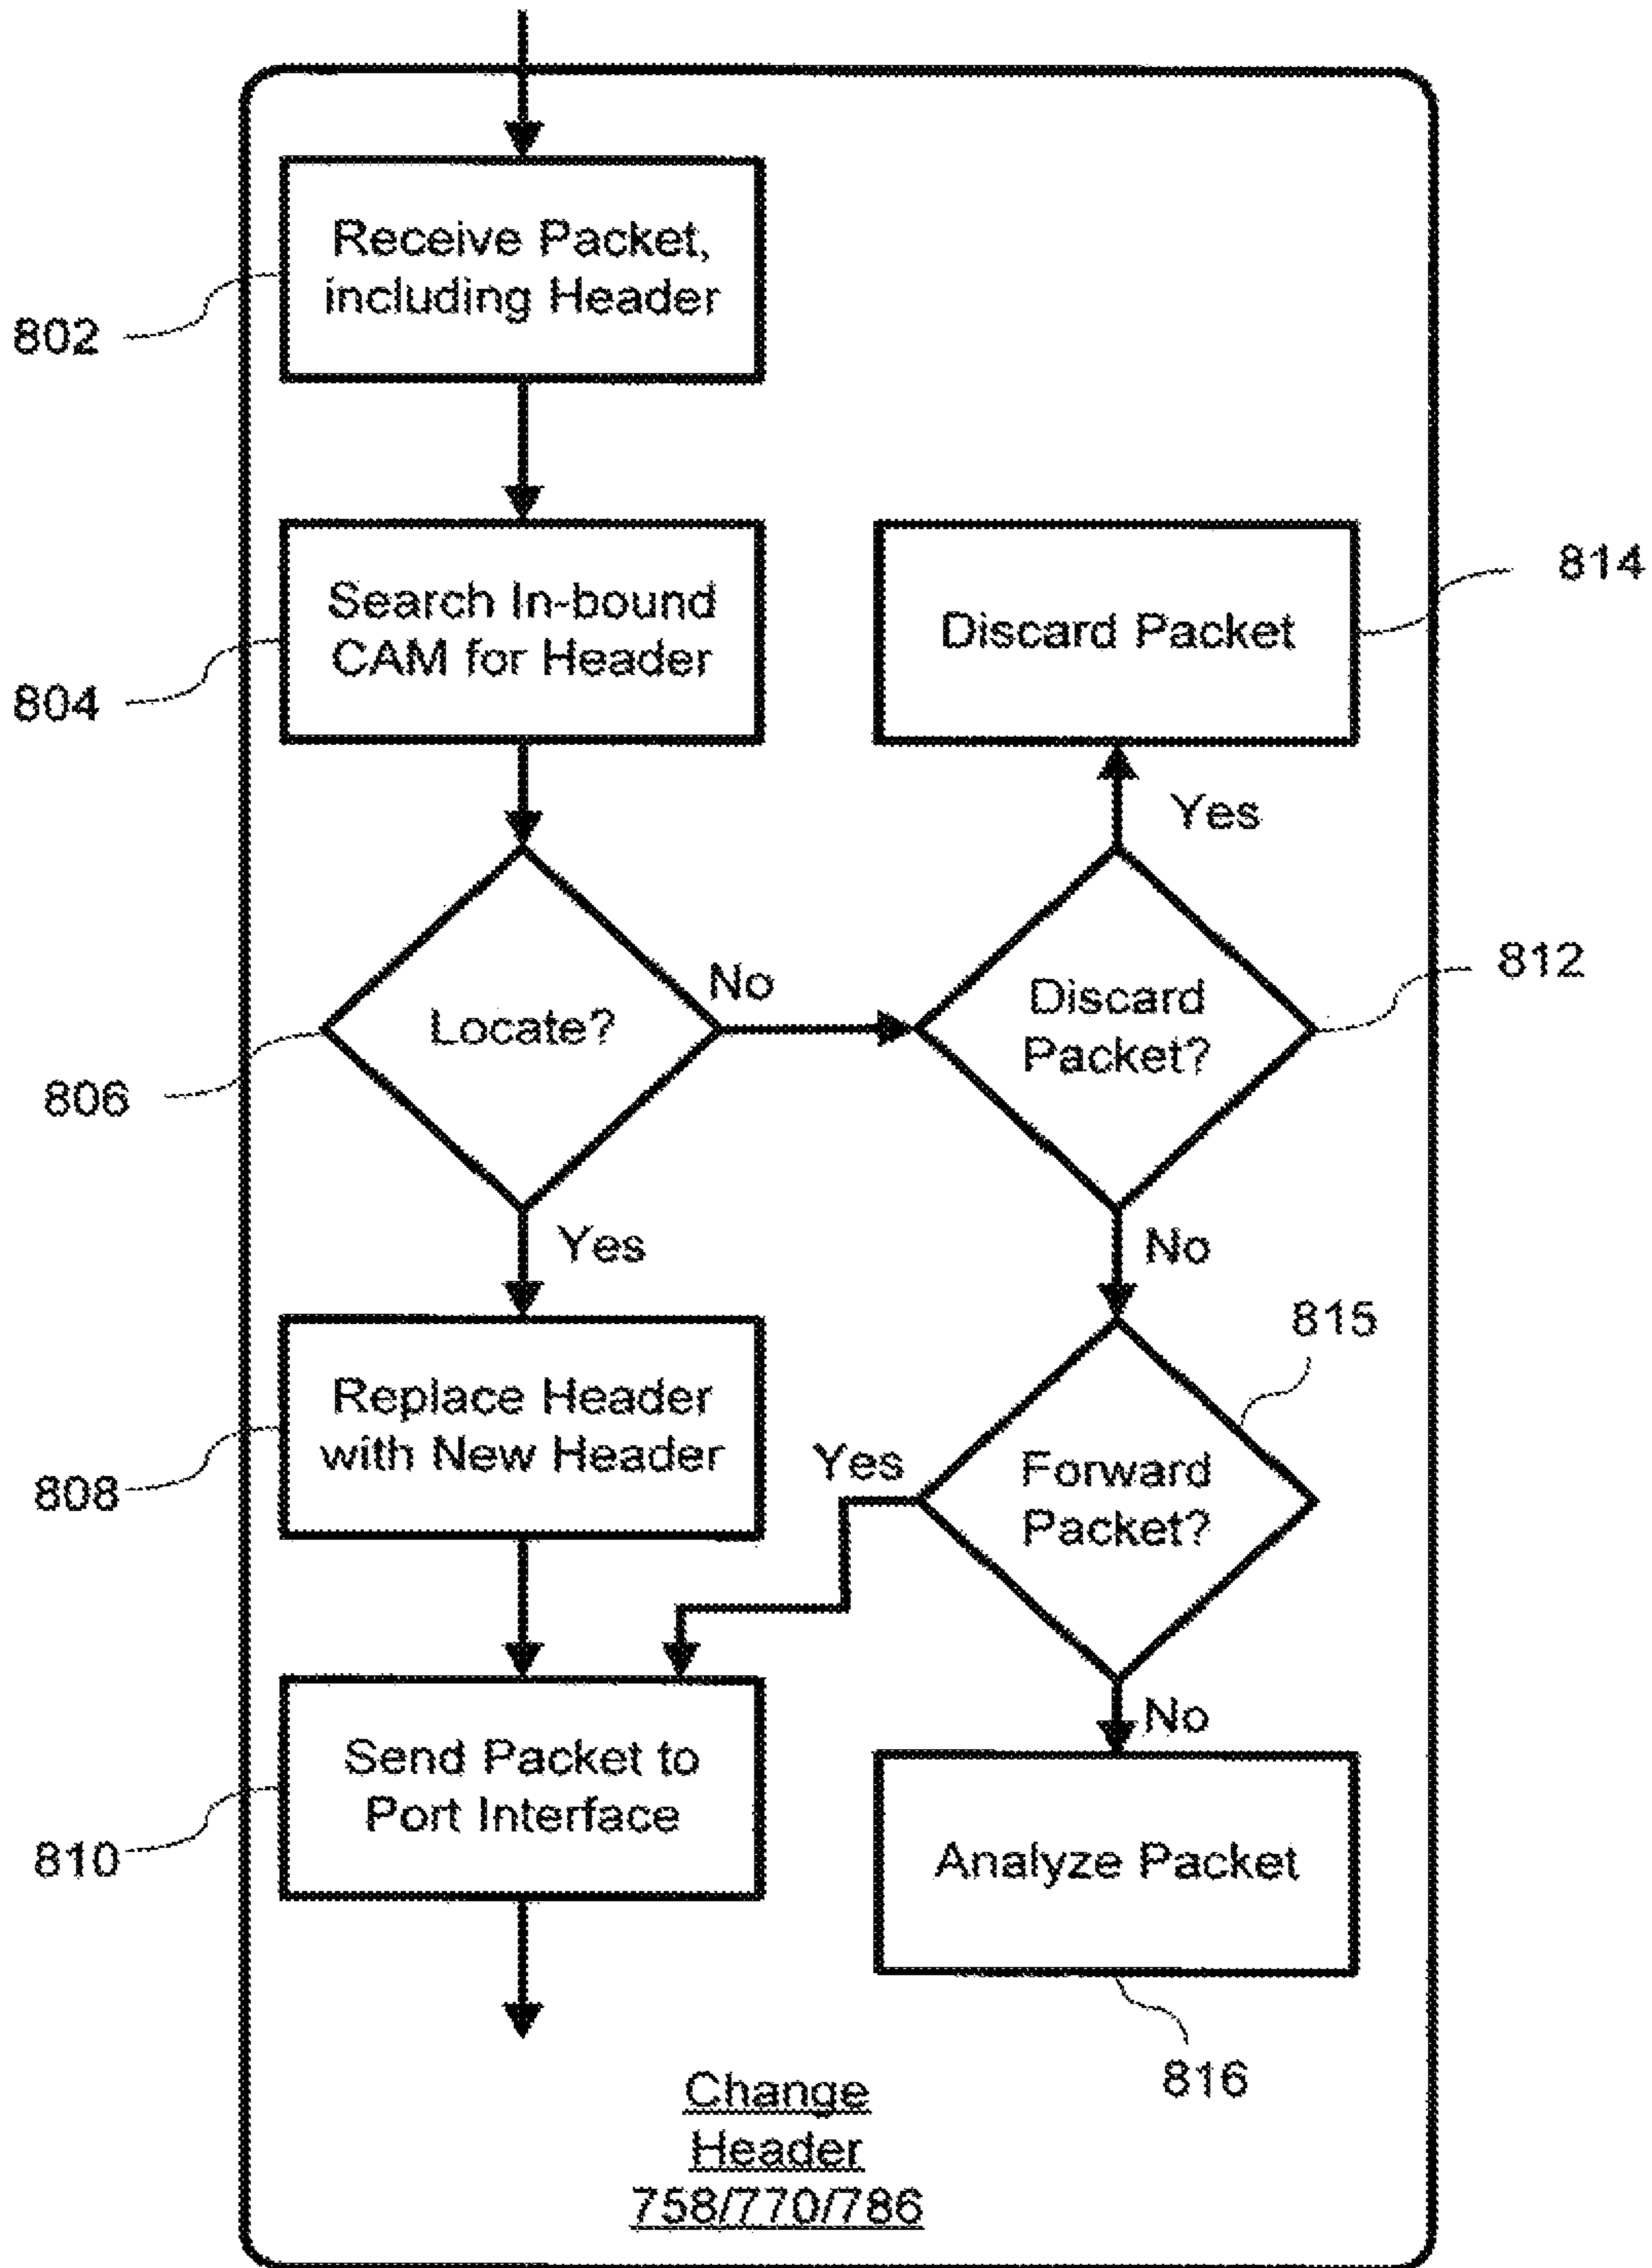 Receive Packet,
including Header
802
Search In-bound
CAM for Header
804
Discard Packet
814
Yes
Locate?
806
No
Discard
Packet?
812
Yes
No
815
Replace Header
with New Header
808
Yes
Forward
Packet?
No
Send Packet to
Port Interface
810
Analyze Packet
816
Change
Header
758/770/786